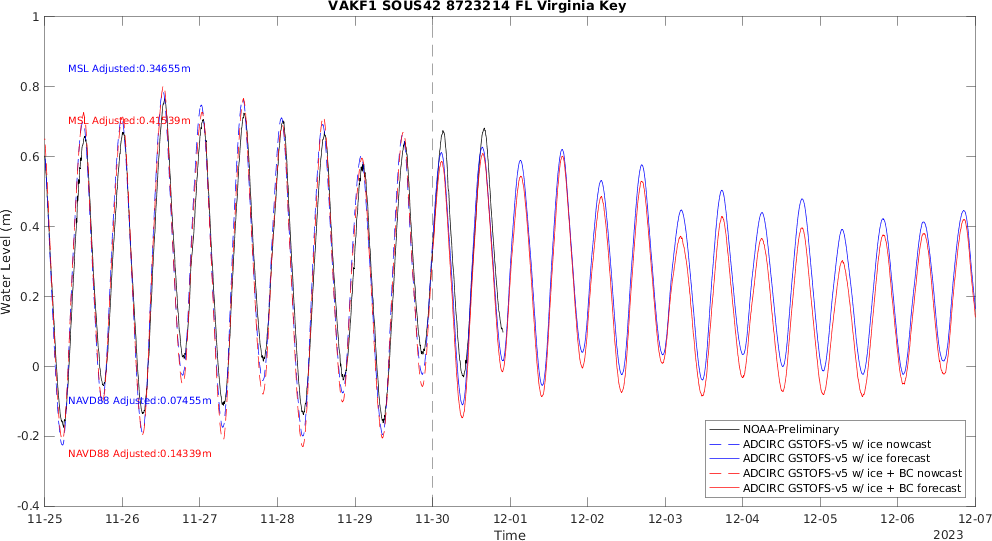 VAKF1 SOUS42 8723214 FL Virginia Key
1
0.8
0.6
0.4
0.2
0
-0.2
-0.4
Water Level (m)
MSL Adjusted:0.34655m
MSL Adjusted:0.41539m
NAVD88 Adjusted:0.07455m
NAVD88 Adjusted:0.14339m
NOAA-Preliminary
ADCIRC GSTOFS-v5 w/ ice nowcast
ADCIRC GSTOFS-v5 w/ ice forecast
ADCIRC GSTOFS-v5 w/ ice + BC nowcast
ADCIRC GSTOFS-v5 w/ ice + BC forecast
11-25 11-26 11-27 11-28 11-29 11-30 12-01 12-02 12-03 12-04 12-05 12-06 12-07
Time
2023